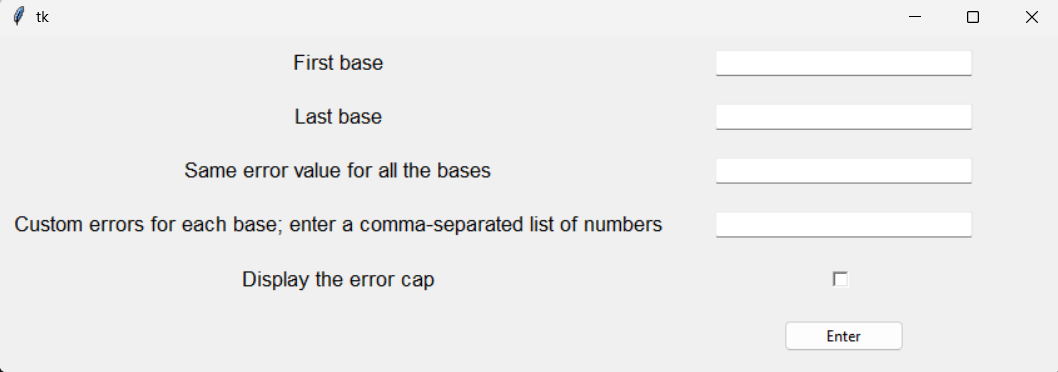 tk
First base
Last base
Same error value for all the bases
Custom errors for each base; enter a comma-separated list of numbers
Display the error cap
Enter